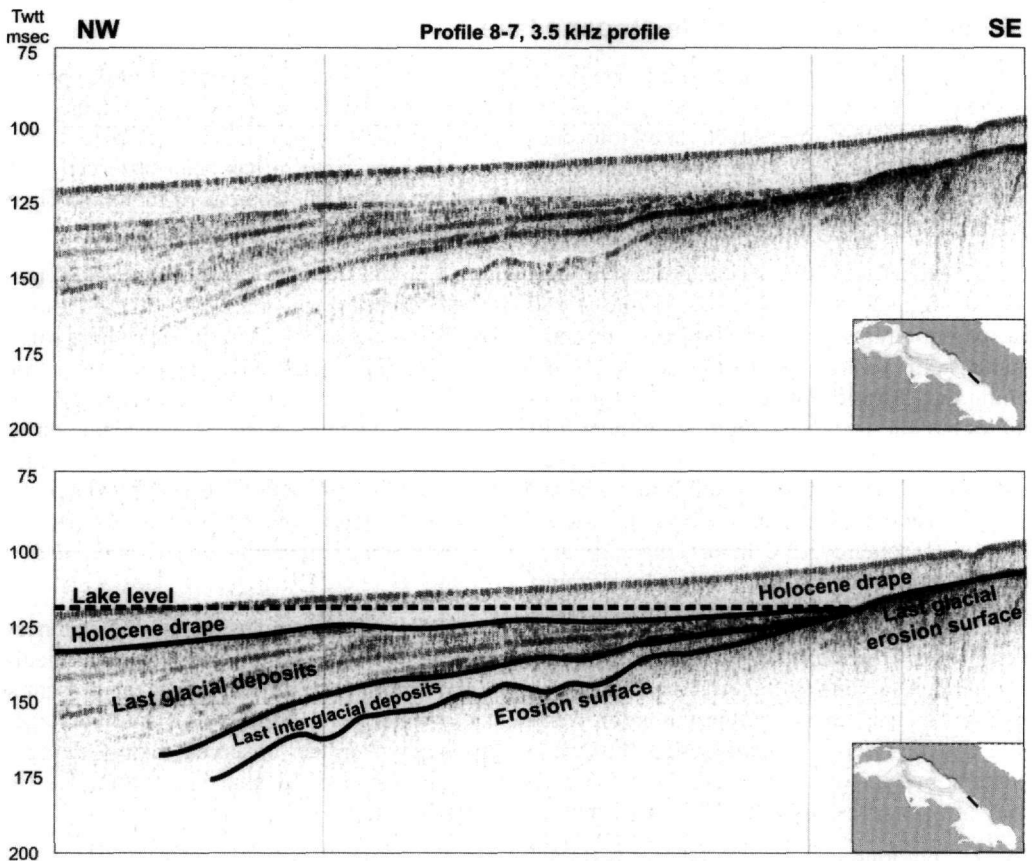 Twtt
msec
NW
Profile 8-7, 3.5 kHz profile
SE
75
100
125
150
175
200
75
100
125
150
175
200
Lake level
Holocene drape
Holocene drape
Last glacial
erosion surface
Last glacial deposits
Last interglacial deposits
Erosion surface